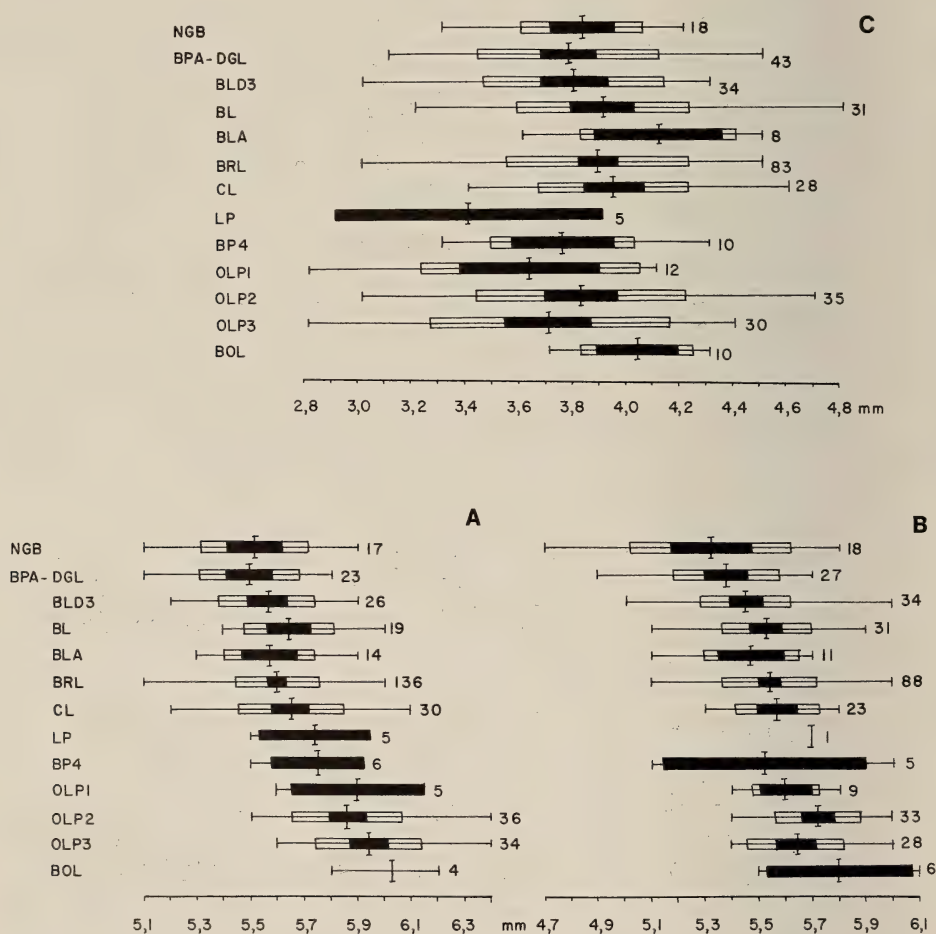 C
NGB 18
BPA-DGL 43
BLD3 34
BL 31
BLA 8
BRL 83
CL 28
LP 5
BP4 10
OLP1 12
OLP2 35
OLP3 30
BOL 10
2,8 3,0 3,2 3,4 3,6 3,8 4,0 4,2 4,4 4,6 4,8 mm
A B
NGB 17 18
BPA-DGL 23 27
BLD3 26 34
BL 19 31
BLA 14 11
BRL 136 88
CL 30 23
LP 5 1
BP4 6 5
OLP1 5 9
OLP2 36 33
OLP3 34 28
BOL 4 6
5,1 5,3 5,5 5,7 5,9 6,1 6,3 mm 4,7 4,9 5,1 5,3 5,5 5,7 5,9 6,1